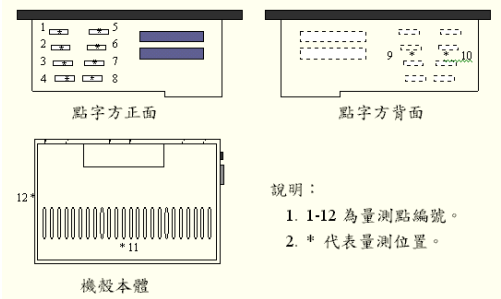 1 * * 5
2 * * 6
3 * * 7
4 * * 8
點字方正面
9 * * 10
點字方背面
12 *
* 11
機殼本體
說明：
1. 1-12 為量測點編號。
2. * 代表量測位置。